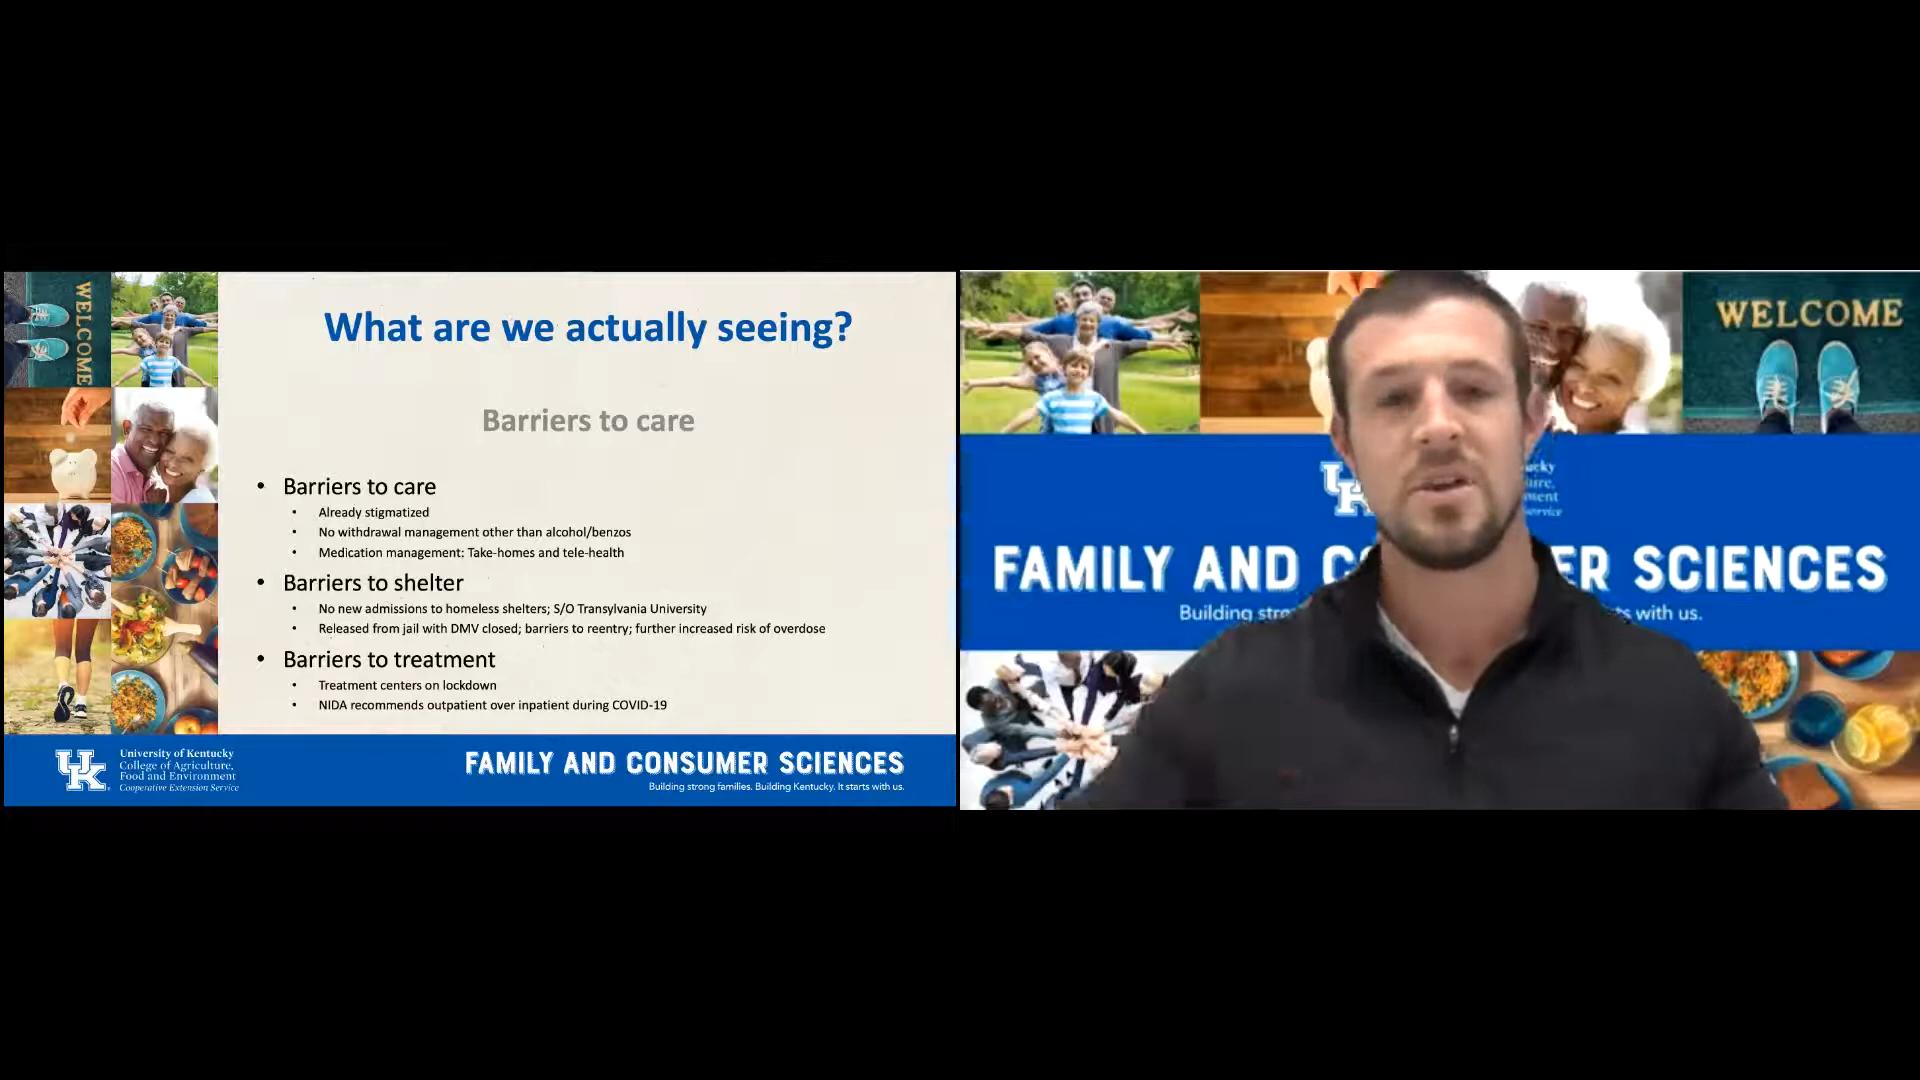 WELCOME
What are we actually seeing?
Barriers to care
• Barriers to care
• Already stigmatized
• No withdrawal management other than alcohol/benzos
• Medication management: Take-homes and tele-health
• Barriers to shelter
• No new admissions to homeless shelters; S/O Transylvania University
• Released from jail with DMV closed; barriers to reentry; further increased risk of overdose
• Barriers to treatment
• Treatment centers on lockdown
• NIDA recommends outpatient over inpatient during COVID-19
UK
University of Kentucky
College of Agriculture,
Food and Environment
Cooperative Extension Service
FAMILY AND CONSUMER SCIENCES
Building strong families. Building Kentucky. It starts with us.
WELCOME
FAMILY AND ER SCIENCES
Building with us.